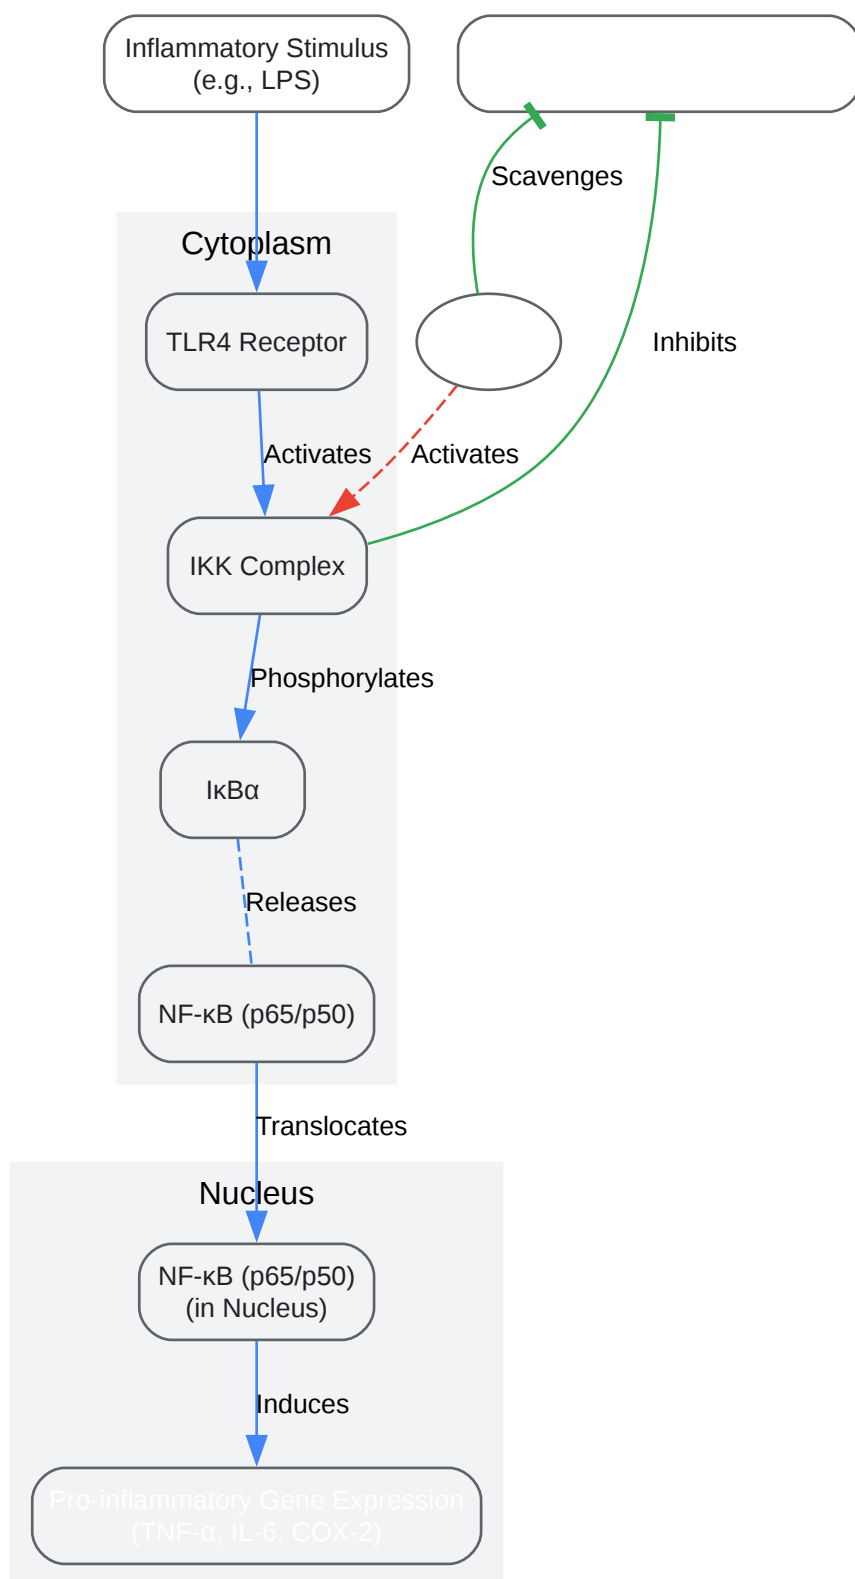 Inflammatory Stimulus
(e.g., LPS)
Scavenges
Cytoplasm
TLR4 Receptor
Inhibits
Activates
Activates
IKK Complex
Phosphorylates
IκBα
Releases
NF-κB (p65/p50)
Translocates
Nucleus
NF-κB (p65/p50)
(in Nucleus)
Induces
Pro-inflammatory Gene Expression
(TNF-α, IL-6, COX-2)